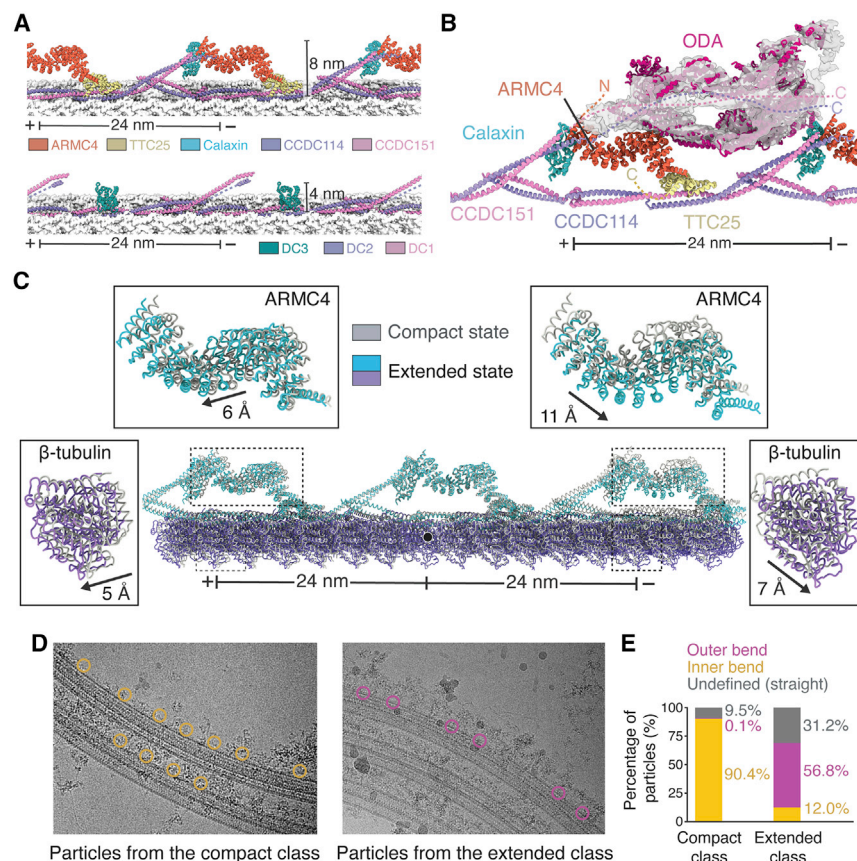 A
8 nm
+ 24 nm −
ARMC4 TTC25 Calaxin CCDC114 CCDC151
4 nm
+ 24 nm −
DC3 DC2 DC1
B
ODA
ARMC4
N
C
C
Calaxin
C
CCDC151
CCDC114
TTC25
+ 24 nm −
C
ARMC4
6 Å
Compact state
Extended state
ARMC4
11 Å
β-tubulin
5 Å
β-tubulin
7 Å
+ 24 nm 24 nm −
D
Particles from the compact class
Particles from the extended class
E
Outer bend
Inner bend
Undefined (straight)
Percentage of
particles (%)
100
75
50
25
0
9.5%
0.1%
90.4%
31.2%
56.8%
12.0%
Compact
class
Extended
class